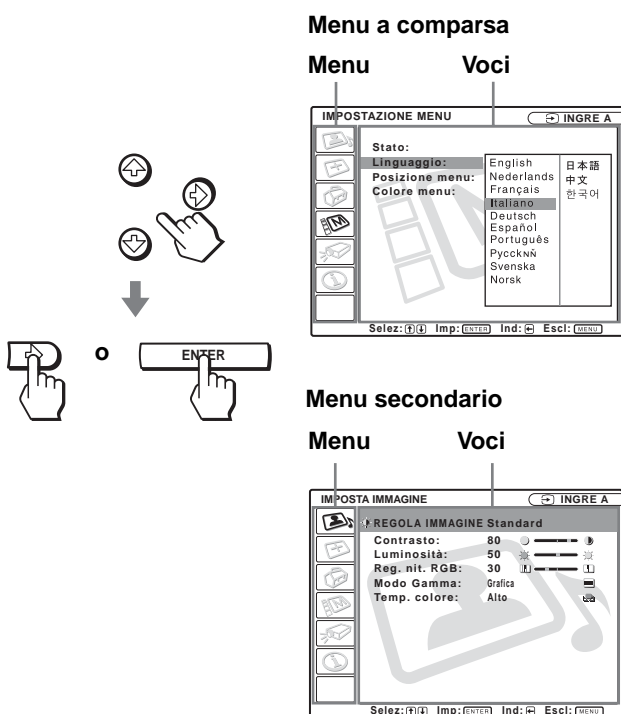 Menu a comparsa
Menu Voci
IMPOSTAZIONE MENU INGRE A
Stato:
Linguaggio:
Posizione menu:
Colore menu:
English
Nederlands
Français
Italiano
Deutsch
Español
Português
Русскnй
Svenska
Norsk
日本語
中文
한국어
Selez: Imp: ENTER Ind: Escl: MENU
o ENTER
Menu secondario
Menu Voci
IMPOSTA IMMAGINE INGRE A
REGOLA IMMAGINE Standard
Contrasto: 80
Luminosità: 50
Reg. nit. RGB: 30
Modo Gamma: Grafica
Temp. colore: Alto
Selez: Imp: ENTER Ind: Escl: MENU